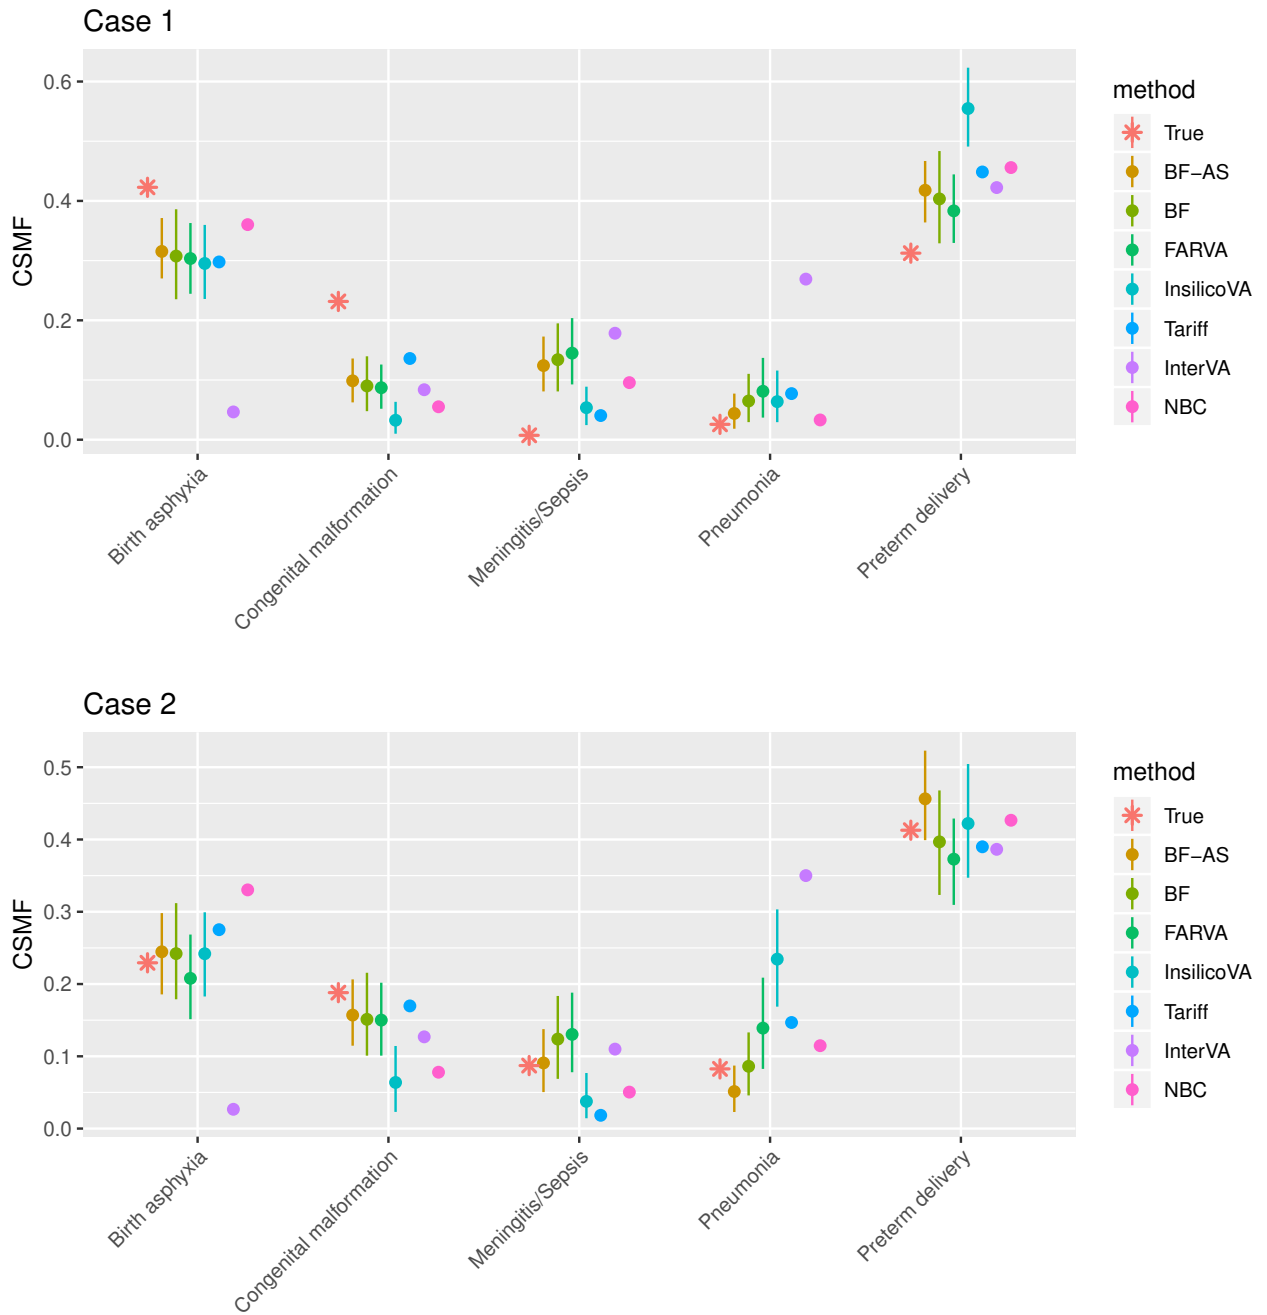 Case 1
CSMF
0.6
0.4
0.2
0.0
Birth asphyxia
Congenital malformation
Meningitis/Sepsis
Pneumonia
Preterm delivery
method
True
BF−AS
BF
FARVA
InsilicoVA
Tariff
InterVA
NBC
Case 2
CSMF
0.5
0.4
0.3
0.2
0.1
0.0
Birth asphyxia
Congenital malformation
Meningitis/Sepsis
Pneumonia
Preterm delivery
method
True
BF−AS
BF
FARVA
InsilicoVA
Tariff
InterVA
NBC